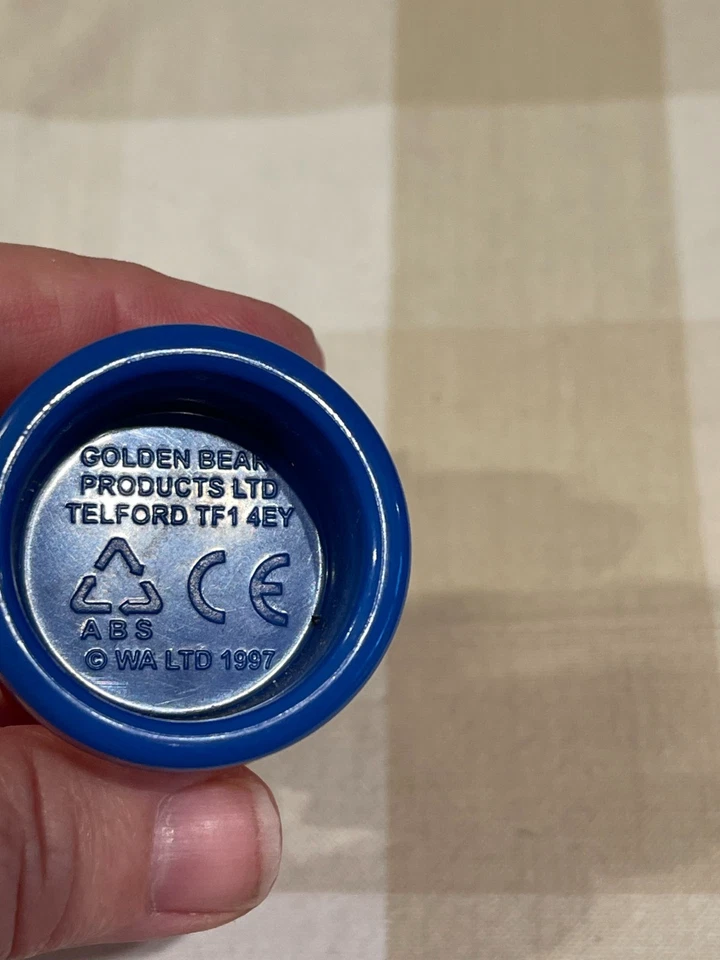 GOLDEN BEAR
PRODUCTS LTD
TELFORD TF1 4EY
CE
ABS
© WA LTD 1997